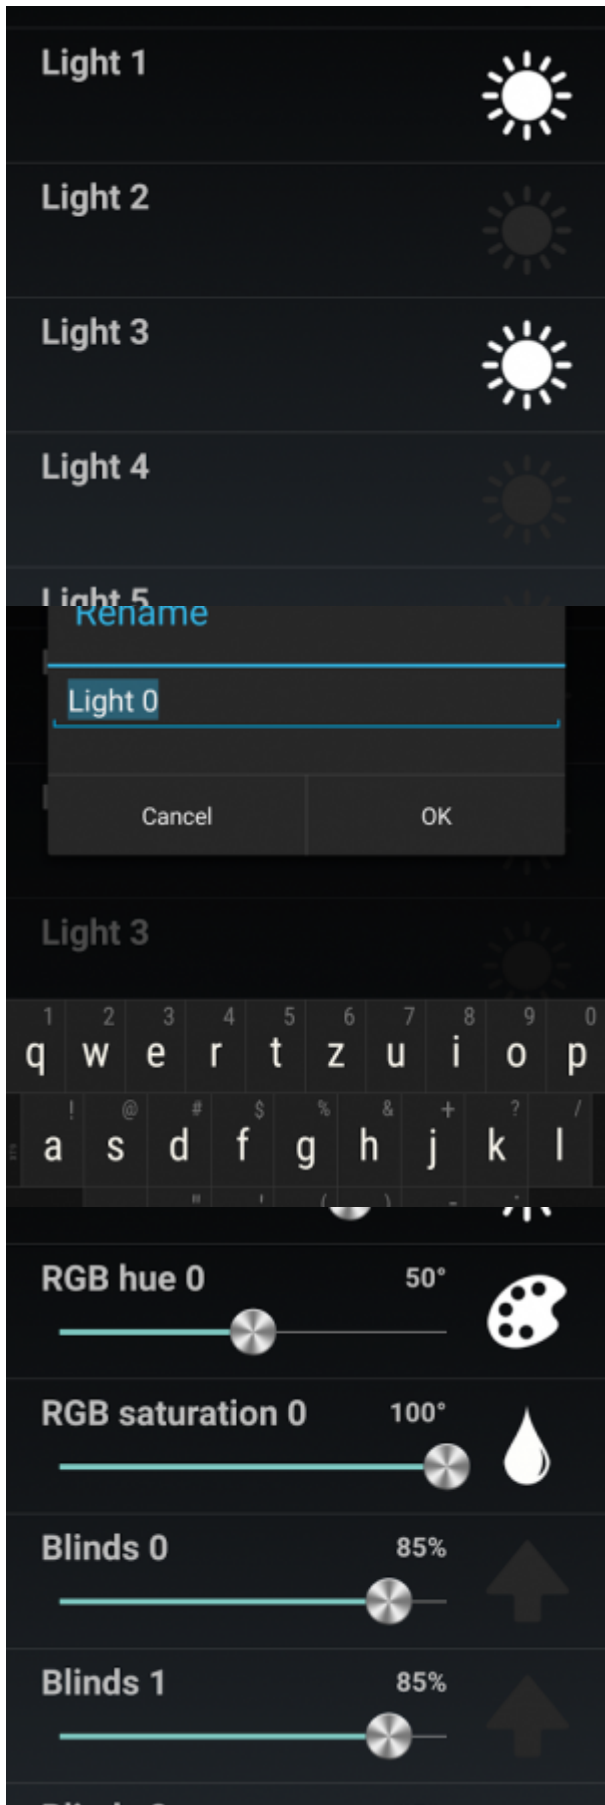 Light 1
Light 2
Light 3
Light 4
Light 5
Rename
Light 0
Cancel OK
Light 3
1 2 3 4 5 6 7 8 9 0
q w e r t z u i o p
! @ # $ % & + ? /
a s d f g h j k l
" ! ( ) - :
RGB hue 0 50°
RGB saturation 0 100°
Blinds 0 85%
Blinds 1 85%